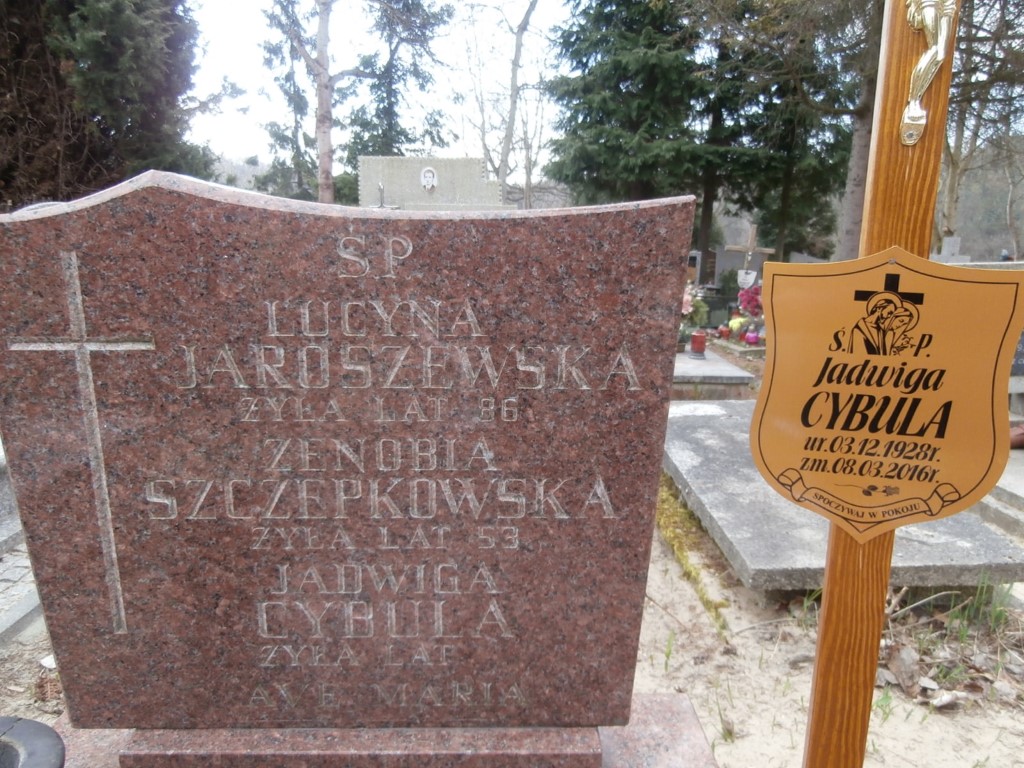 Ś P
LUCYNA
JAROSZEWSKA
ŻYŁA LAT 86
ZENOBIA
SZCZEPKOWSKA
ŻYŁA LAT 53
JADWIGA
CYBULA
ŻYŁA LAT
AVE MARIA
Ś. P.
Jadwiga
CYBULA
ur.03.12.1928r.
zm.08.03.2016r.
SPOCZYWAJ W POKOJU